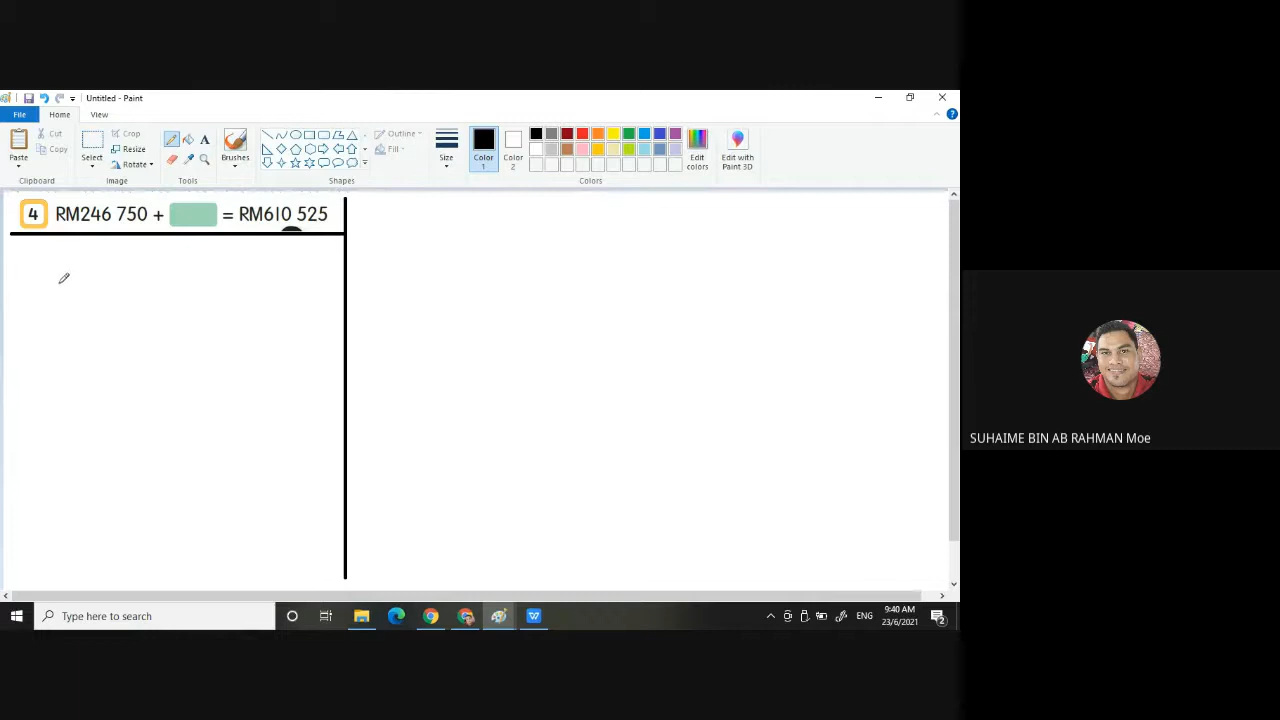 Untitled - Paint
File Home View
Paste
Cut
Copy
Clipboard
Select
Crop
Resize
Rotate
Image
Tools
Brushes
Shapes
Outline
Fill
Size
Color 1
Color 2
Edit colors
Colors
Edit with Paint 3D
4 RM246 750 + = RM610 525
SUHAIME BIN AB RAHMAN Moe
Type here to search
ENG
9:40 AM
23/6/2021
2